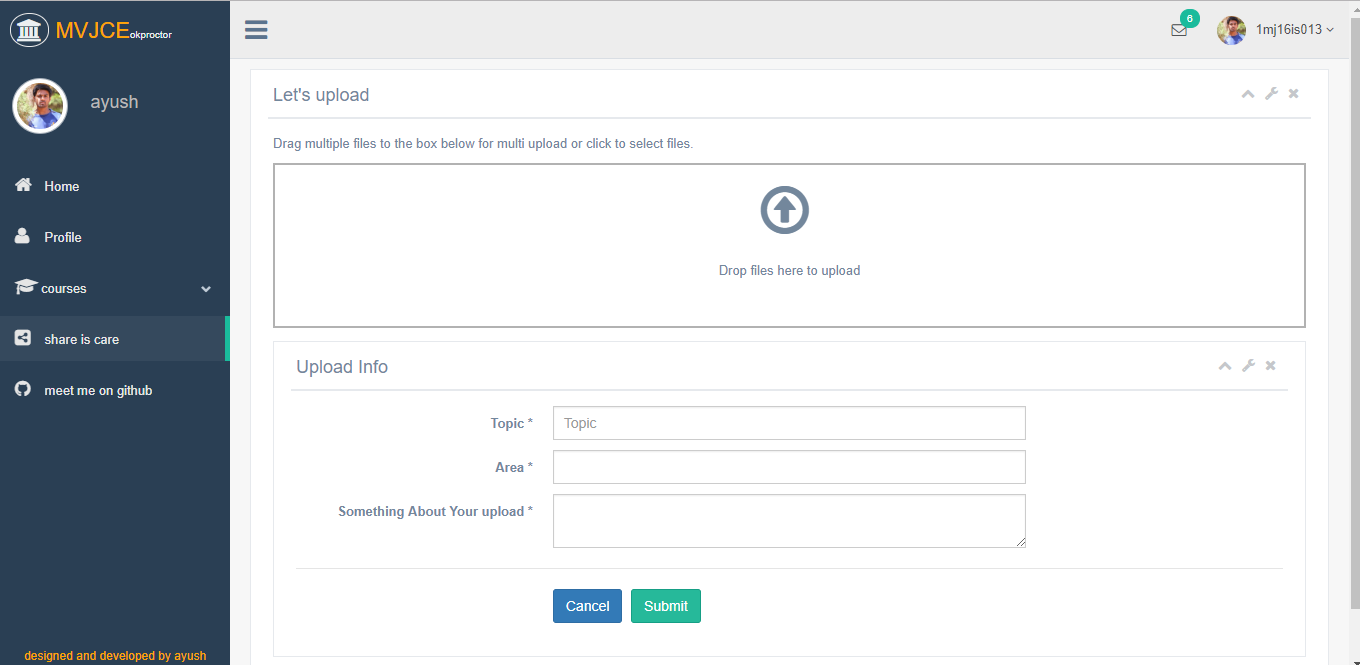 MVJCEokproctor
6
1mj16is013
ayush
Home
Profile
courses
share is care
meet me on github
designed and developed by ayush
Let's upload
Drag multiple files to the box below for multi upload or click to select files.
Drop files here to upload
Upload Info
Topic *
Topic
Area *
Something About Your upload *
Cancel
Submit